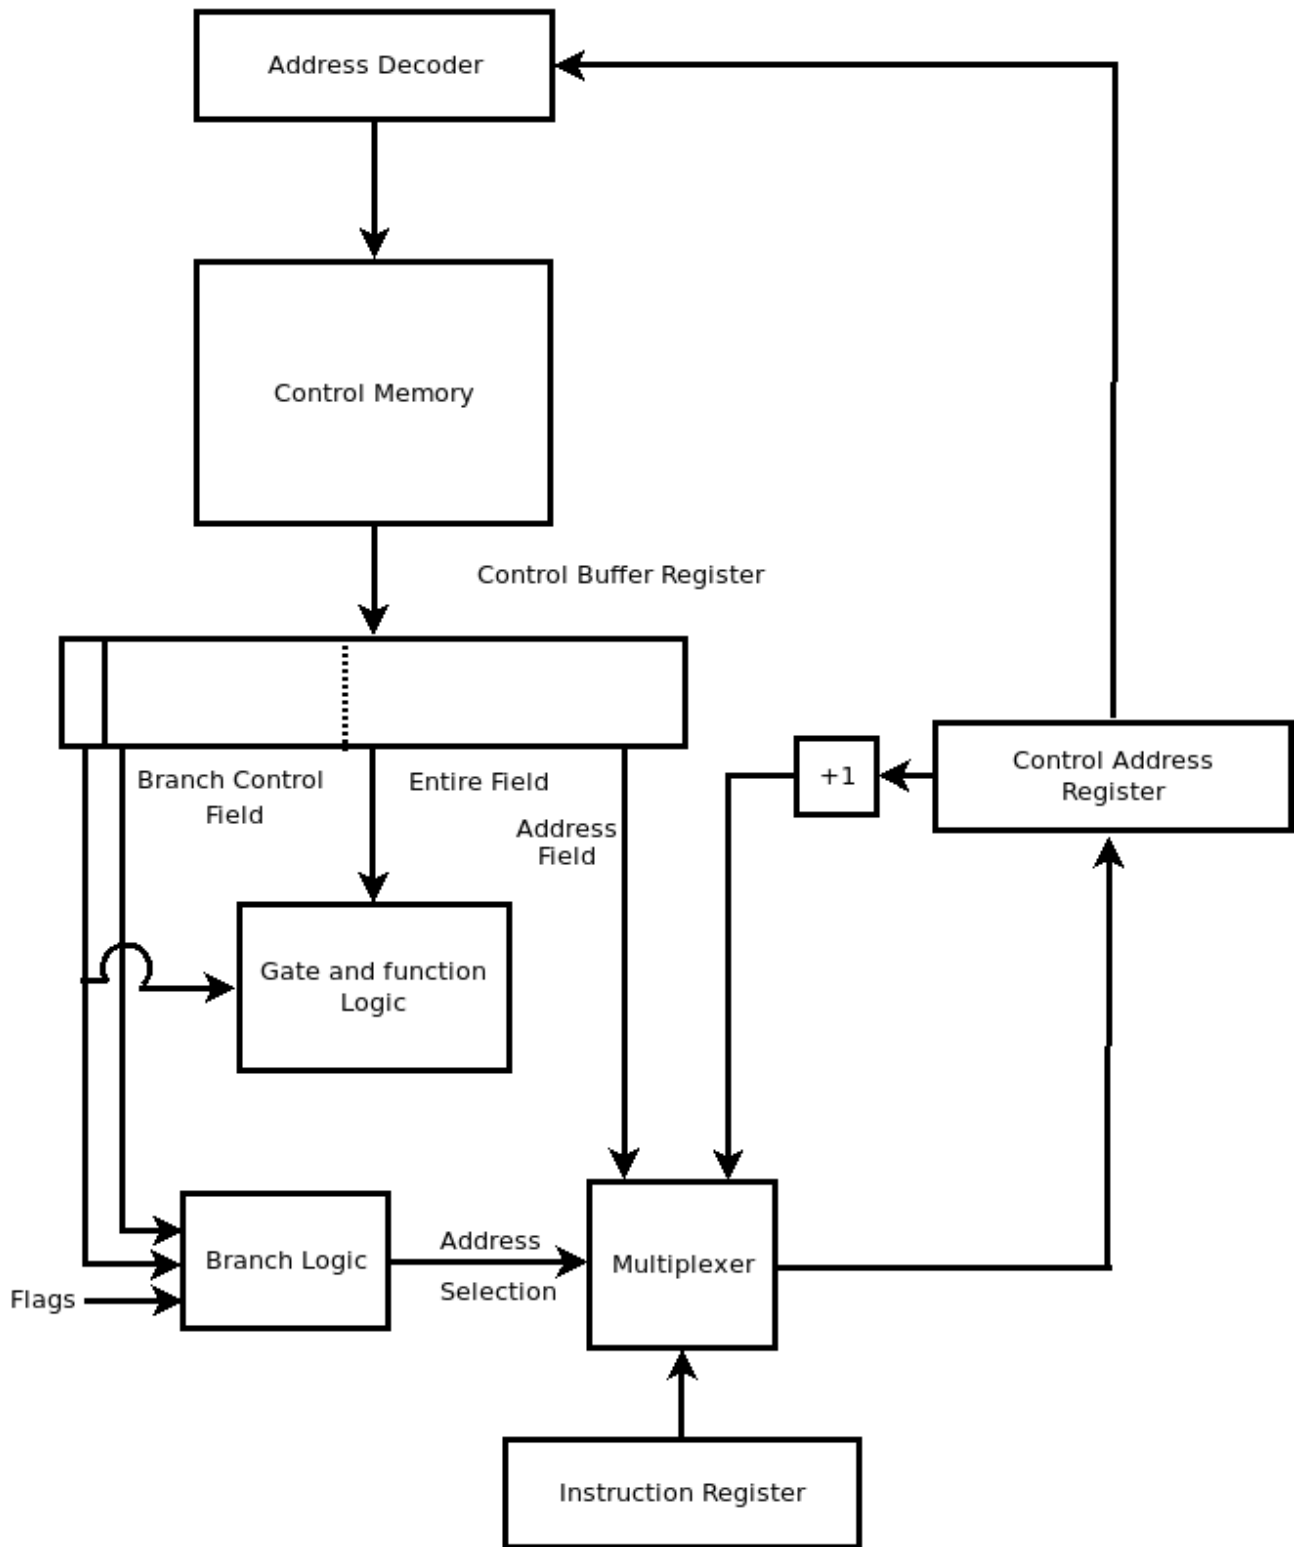 Address Decoder
Control Memory
Control Buffer Register
Branch Control
Field
Entire Field
Address
Field
+1
Control Address
Register
Gate and function
Logic
Branch Logic
Flags
Address
Selection
Multiplexer
Instruction Register